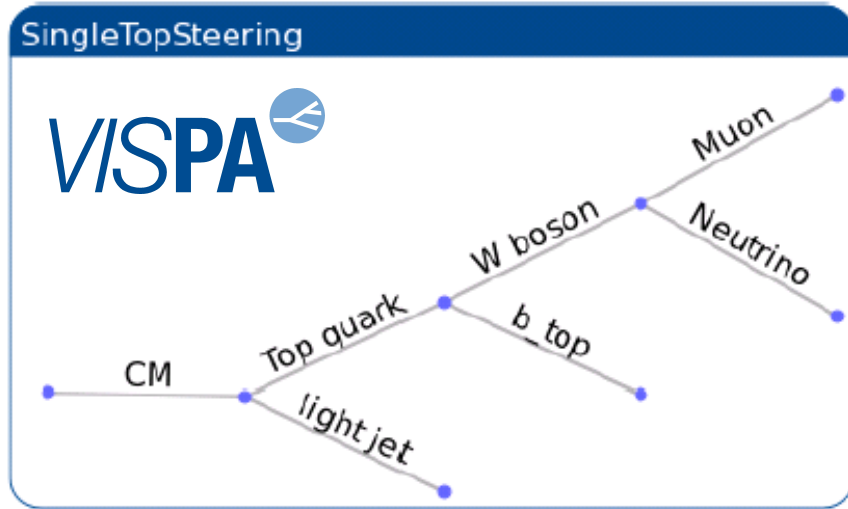 SingleTopSteering
VISPA
Muon
W boson
Neutrino
Top quark
b_top
CM
light jet